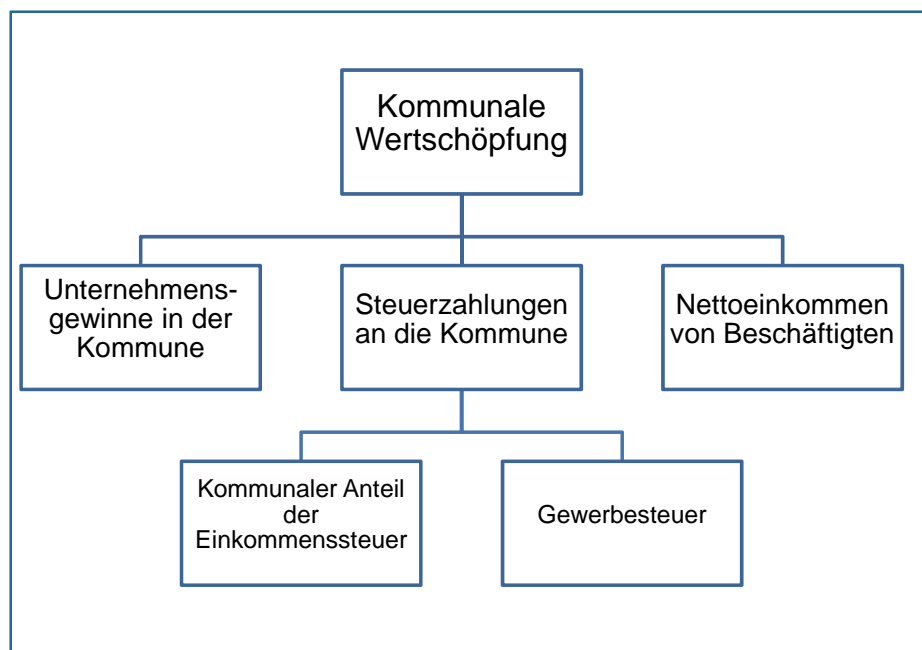 Kommunale
Wertschöpfung
Unternehmens-
gewinne in der
Kommune
Steuerzahlungen
an die Kommune
Nettoeinkommen
von Beschäftigten
Kommunaler Anteil
der
Einkommenssteuer
Gewerbesteuer